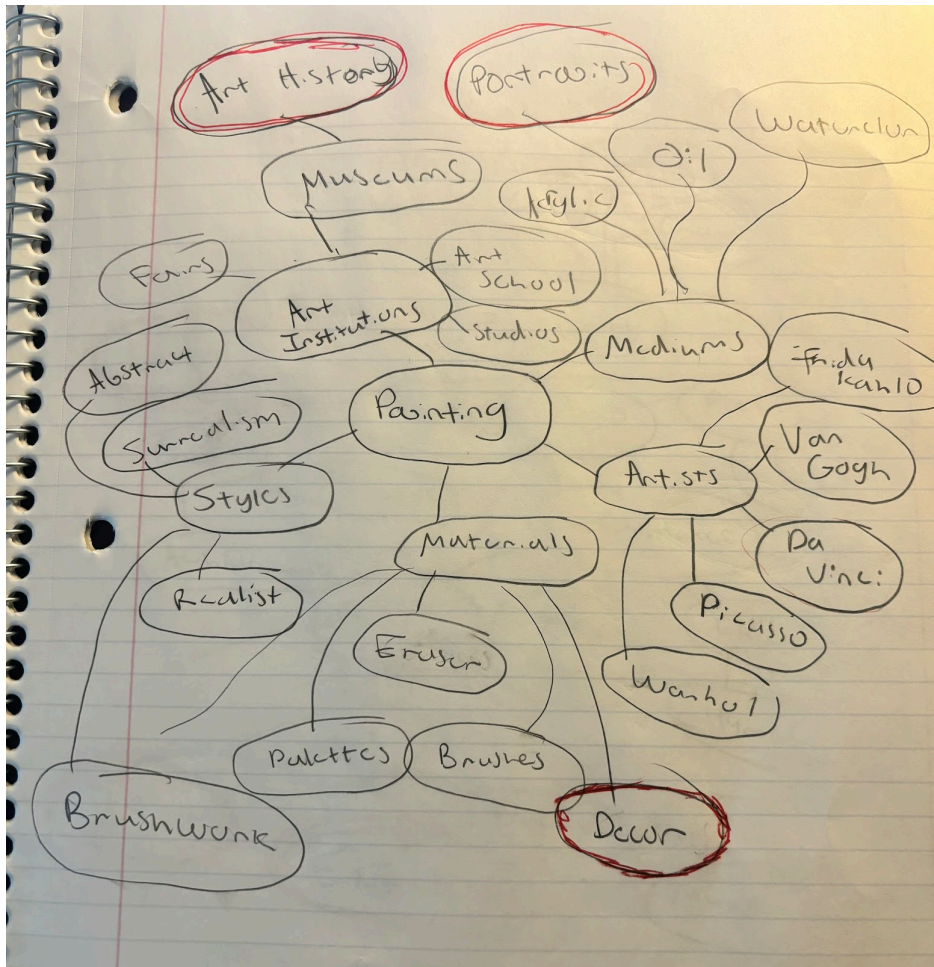 Art History
Portraits
Watercolor
Oil
Museums
Acrylic
Fairs
Art
School
Art
Institutions
Studios
Mediums
Frida
Kahlo
Abstract
Painting
Surrealism
Van
Gogh
Styles
Artists
Materials
Da
Vinci
Realist
Picasso
Eraser
Warhol
Palettes
Brushes
Brushwork
Decor